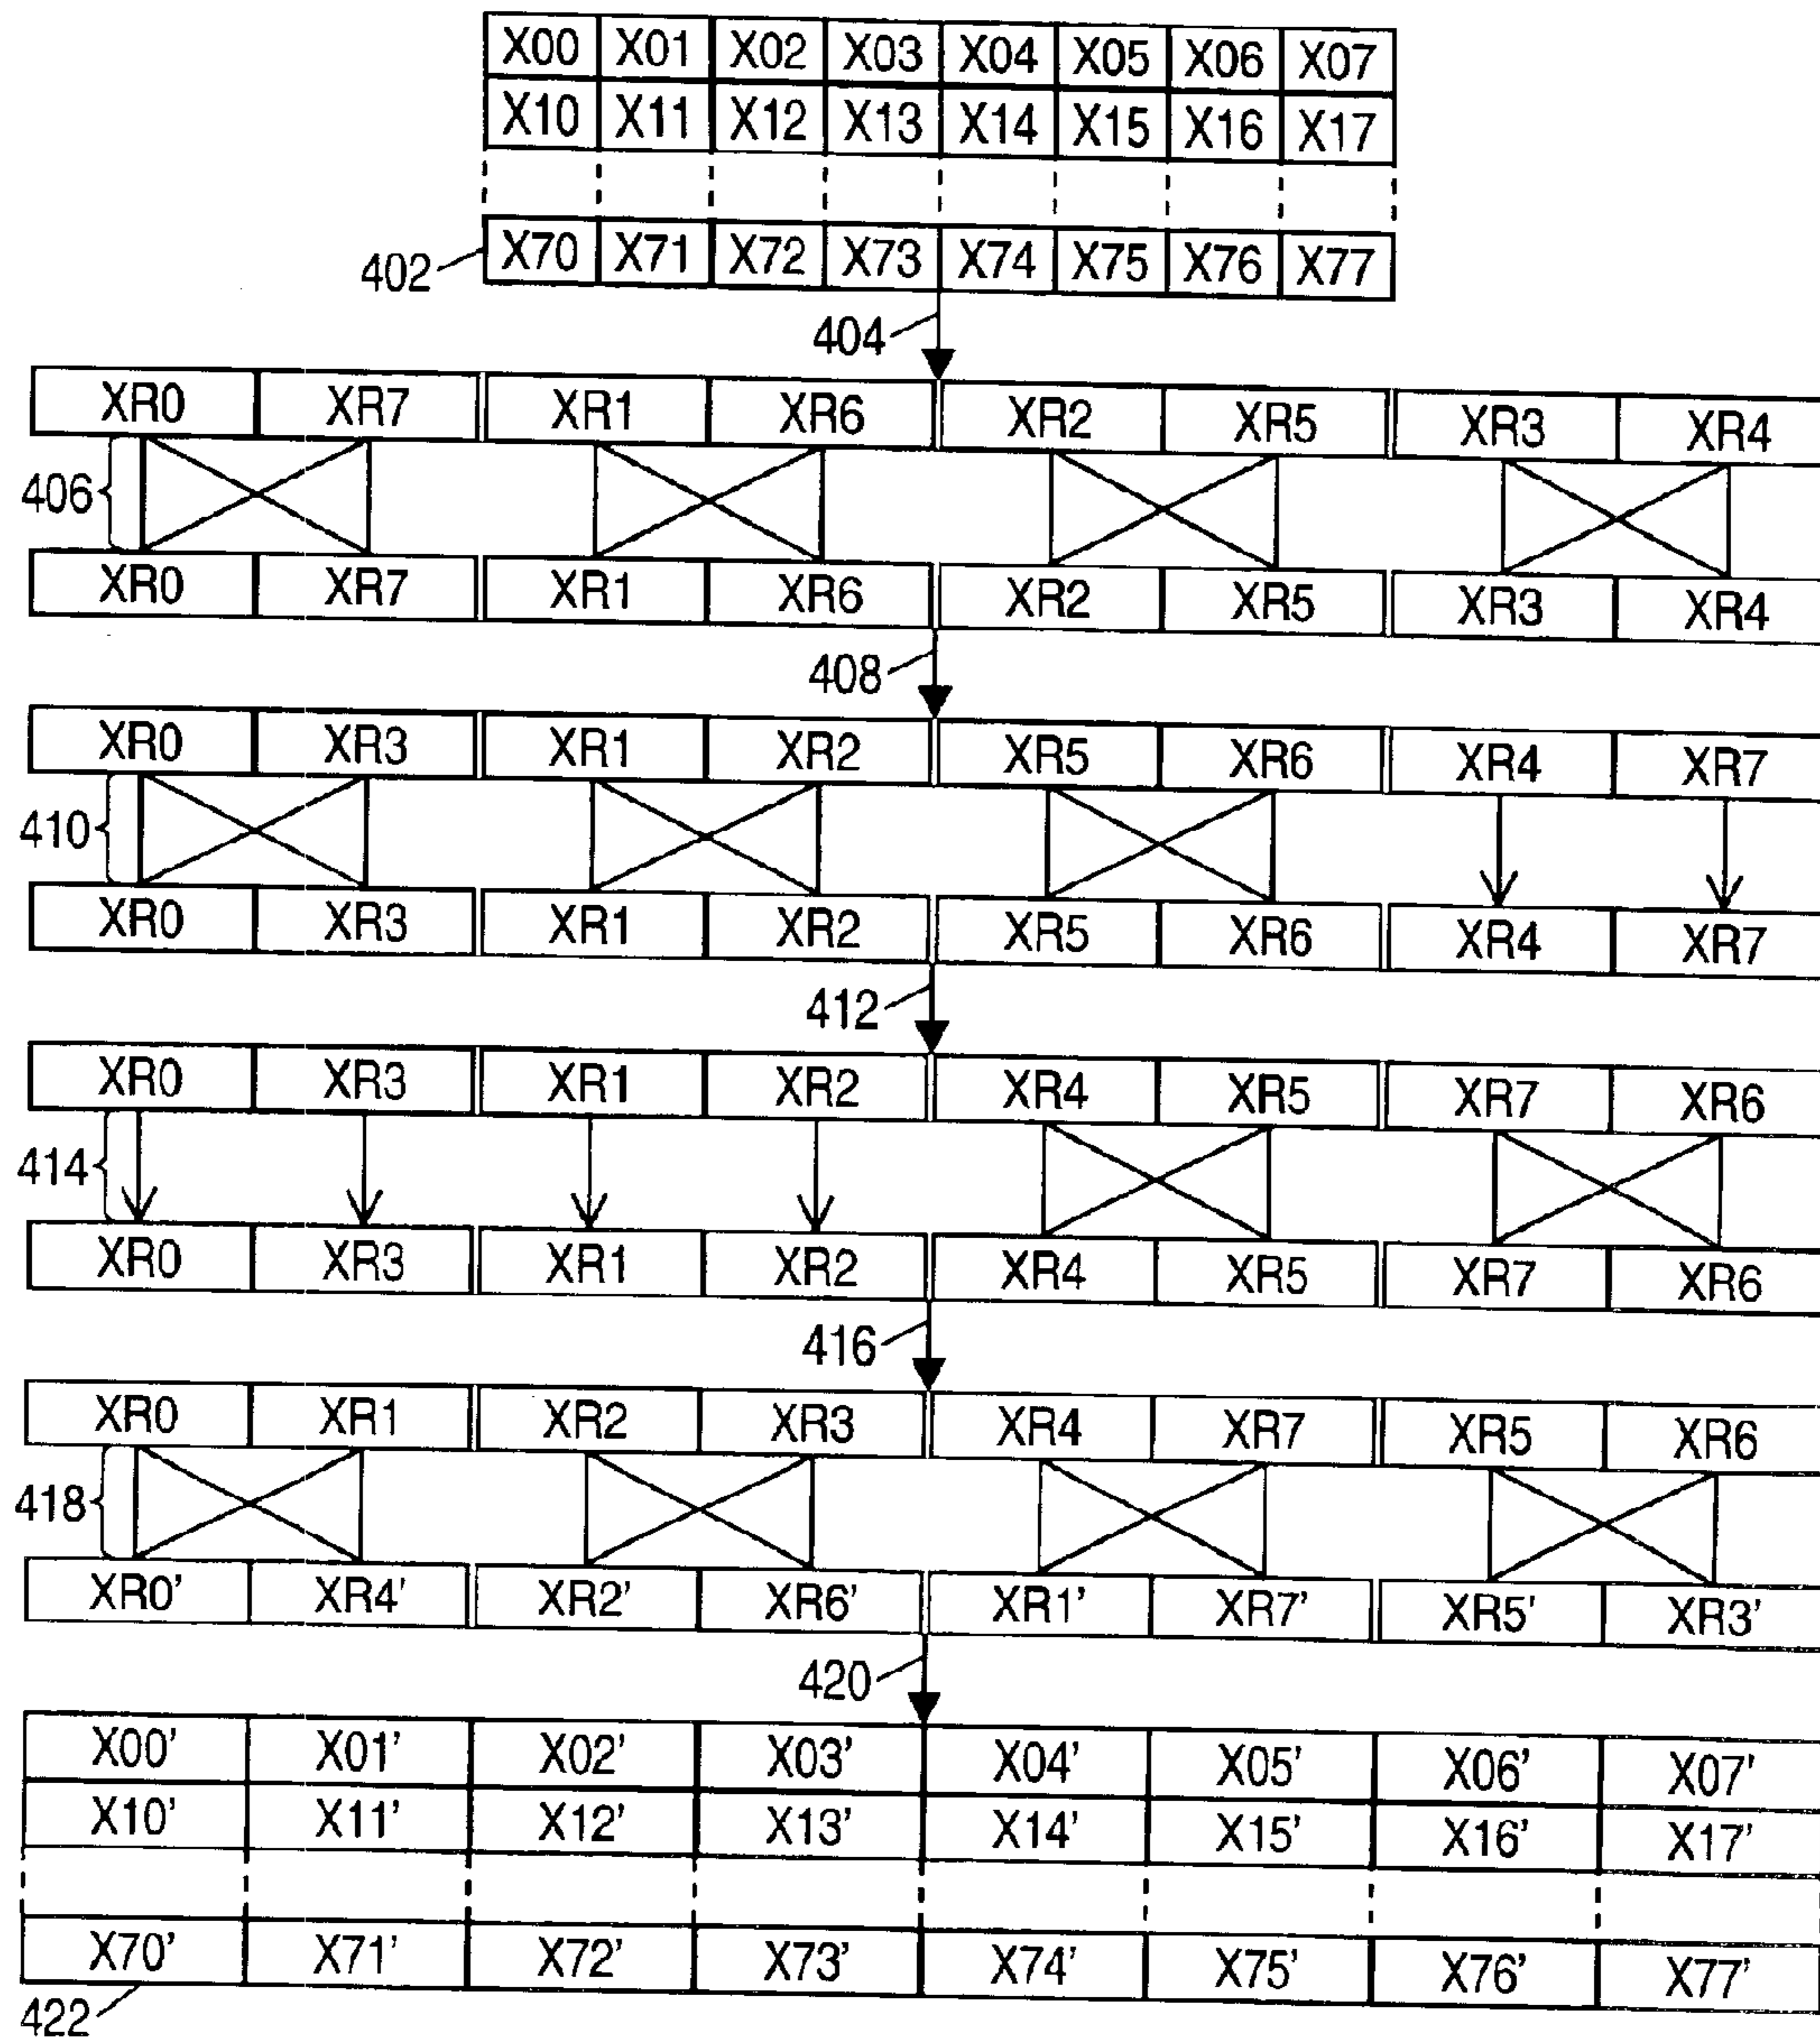 X00 X01 X02 X03 X04 X05 X06 X07
X10 X11 X12 X13 X14 X15 X16 X17
402 X70 X71 X72 X73 X74 X75 X76 X77
404
XR0 XR7 XR1 XR6 XR2 XR5 XR3 XR4
406
XR0 XR7 XR1 XR6 XR2 XR5 XR3 XR4
408
XR0 XR3 XR1 XR2 XR5 XR6 XR4 XR7
410
XR0 XR3 XR1 XR2 XR5 XR6 XR4 XR7
412
XR0 XR3 XR1 XR2 XR4 XR5 XR7 XR6
414
XR0 XR3 XR1 XR2 XR4 XR5 XR7 XR6
416
XR0 XR1 XR2 XR3 XR4 XR7 XR5 XR6
418
XR0' XR4' XR2' XR6' XR1' XR7' XR5' XR3'
420
X00' X01' X02' X03' X04' X05' X06' X07'
X10' X11' X12' X13' X14' X15' X16' X17'
X70' X71' X72' X73' X74' X75' X76' X77'
422